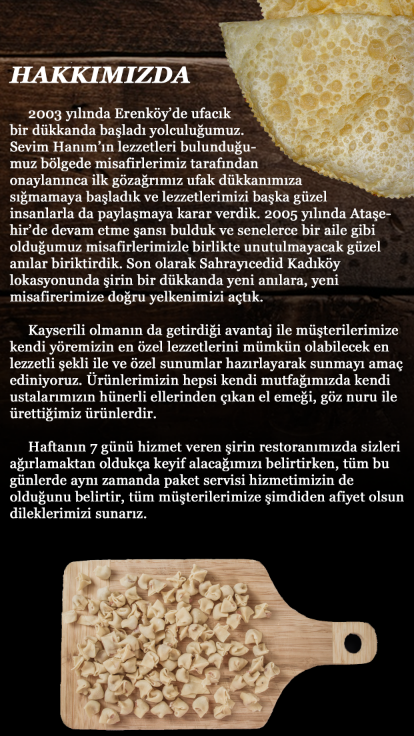 HAKKIMIZDA
2003 yılında Erenköy’de ufacık
bir dükkanda başladı yolculuğumuz.
Sevim Hanım’ın lezzetleri bulunduğu-
muz bölgede misafirlerimiz tarafından
onaylanınca ilk gözağrımız ufak dükkanımıza
sığmamaya başladık ve lezzetlerimizi başka güzel
insanlarla da paylaşmaya karar verdik. 2005 yılında Ataşe-
hir’de devam etme şansı bulduk ve senelerce bir aile gibi
olduğumuz misafirlerimizle birlikte unutulmayacak güzel
anılar biriktirdik. Son olarak Sahrayıcedid Kadıköy
lokasyonunda şirin bir dükkanda yeni anılara, yeni
misafirerimize doğru yelkenimizi açtık.
Kayserili olmanın da getirdiği avantaj ile müşterilerimize
kendi yöremizin en özel lezzetlerini mümkün olabilecek en
lezzetli şekli ile ve özel sunumlar hazırlayarak sunmayı amaç
ediniyoruz. Ürünlerimizin hepsi kendi mutfağımızda kendi
ustalarımızın hünerli ellerinden çıkan el emeği, göz nuru ile
ürettiğimiz ürünlerdir.
Haftanın 7 günü hizmet veren şirin restoranımızda sizleri
ağırlamaktan oldukça keyif alacağımızı belirtirken, tüm bu
günlerde aynı zamanda paket servisi hizmetimizin de
olduğunu belirtir, tüm müşterilerimize şimdiden afiyet olsun
dileklerimizi sunarız.